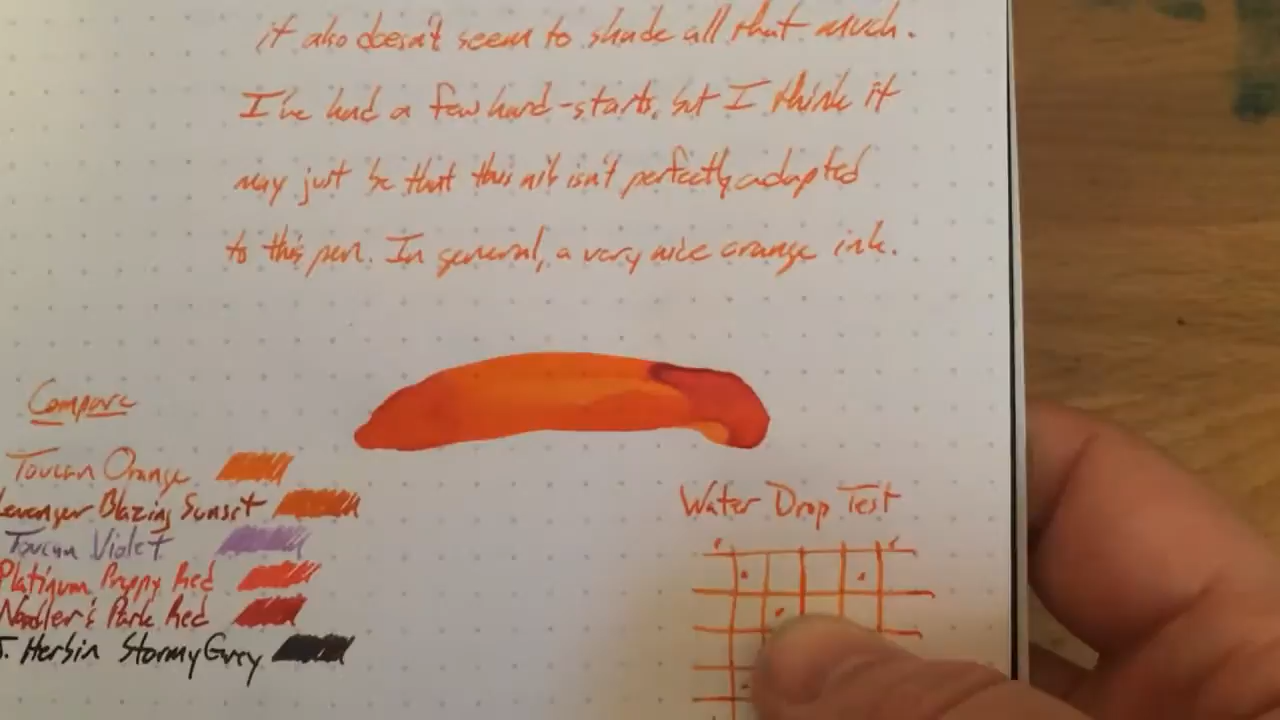 it also doesn't seem to shade all that much.
I've had a few hard-starts, but I think it
may just be that this nib isn't perfectly adapted
to this pen. In general, a very nice orange ink.
Compare
Toucan Orange
Levenger Blazing Sunset
Toucan Violet
Platinum Preppy Red
Noodler's Park Red
J. Herbin Stormy Grey
Water Drop Test